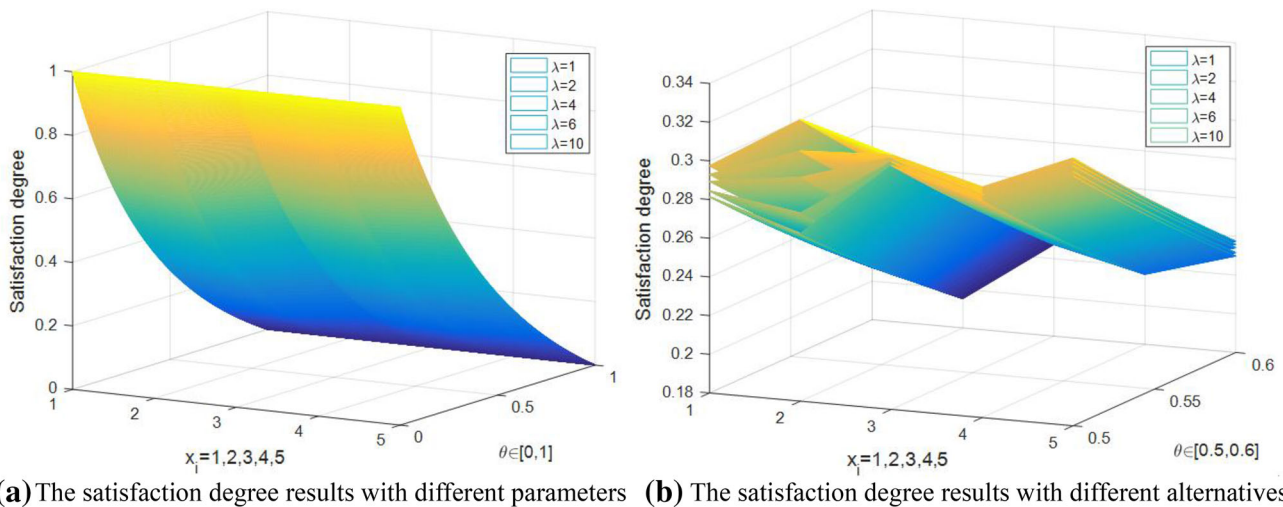 1
0.8
0.6
0.4
0.2
0
Satisfaction degree
1
2
3
4
5
x_i=1,2,3,4,5
0
0.5
1
θ∈[0,1]
λ=1
λ=2
λ=4
λ=6
λ=10
0.34
0.32
0.3
0.28
0.26
0.24
0.22
0.2
0.18
Satisfaction degree
1
2
3
4
5
x_i=1,2,3,4,5
0.5
0.55
0.6
θ∈[0.5,0.6]
λ=1
λ=2
λ=4
λ=6
λ=10
(a) The satisfaction degree results with different parameters
(b) The satisfaction degree results with different alternatives